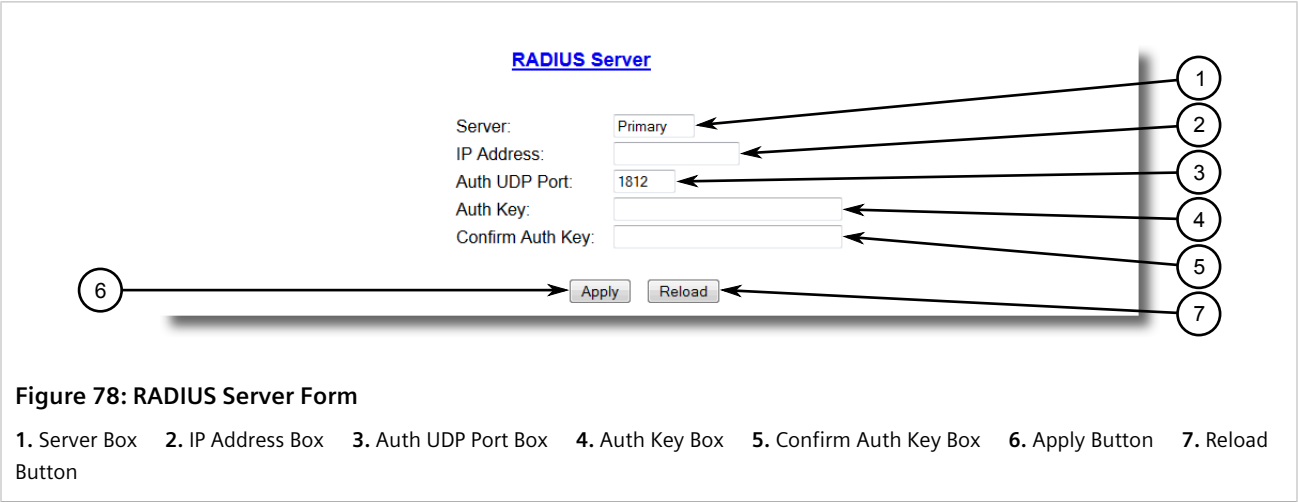 RADIUS Server
1
Server: Primary
2
IP Address:
3
Auth UDP Port: 1812
4
Auth Key:
5
Confirm Auth Key:
6
Apply Reload
7
Figure 78: RADIUS Server Form
1. Server Box 2. IP Address Box 3. Auth UDP Port Box 4. Auth Key Box 5. Confirm Auth Key Box 6. Apply Button 7. Reload
Button